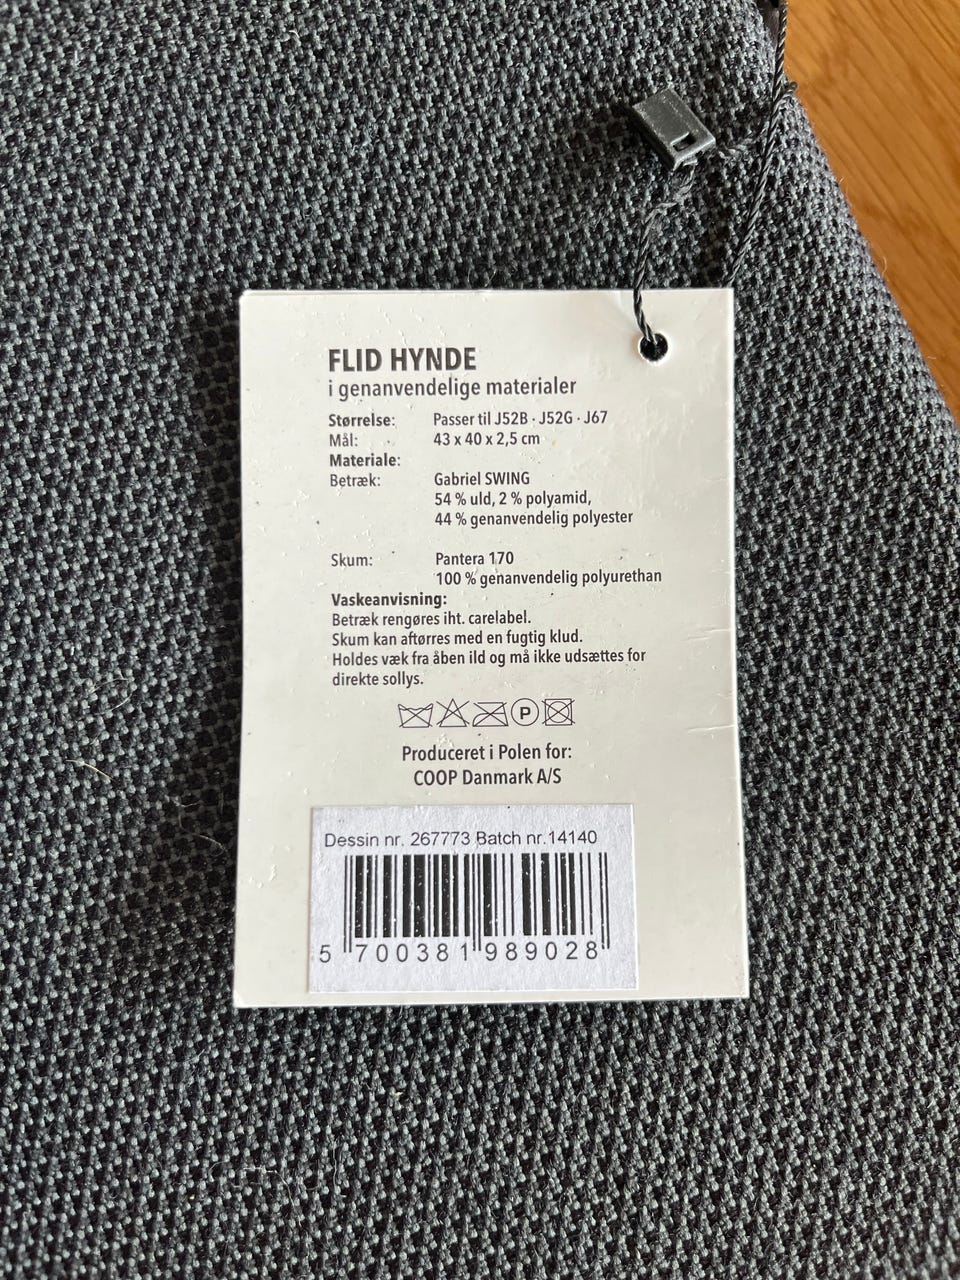 FLID HYNDE
i genanvendelige materialer
Størrelse: Passer til J52B · J52G · J67
Mål: 43 x 40 x 2,5 cm
Materiale:
Betræk: Gabriel SWING
54 % uld, 2 % polyamid,
44 % genanvendelig polyester
Skum: Pantera 170
100 % genanvendelig polyurethan
Vaskeanvisning:
Betræk rengøres iht. carelabel.
Skum kan aftørres med en fugtig klud.
Holdes væk fra åben ild og må ikke udsættes for
direkte sollys.
P
Produceret i Polen for:
COOP Danmark A/S
Dessin nr. 267773 Batch nr.14140
5 700381 989028